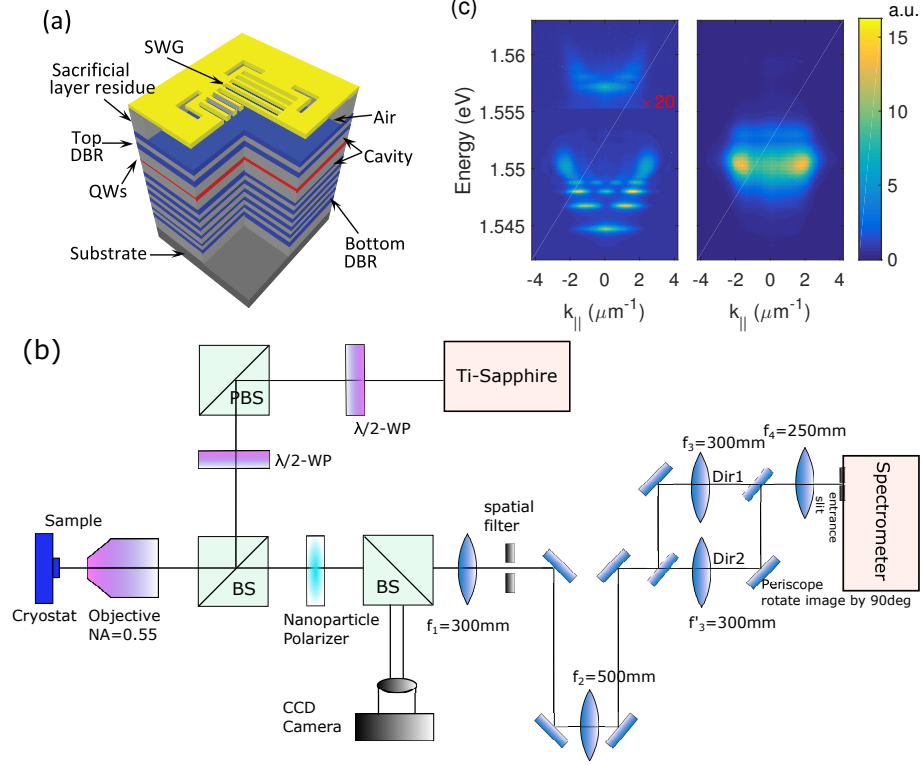 (a)
SWG
Sacrificial
layer residue
Air
Top
DBR
Cavity
QWs
Bottom
DBR
Substrate
(c)
a.u.
1.56
1.555
1.55
1.545
Energy (eV)
× 20
-4
-2
0
2
4
k|| (μm-1)
-4
-2
0
2
4
k|| (μm-1)
15
10
5
0
(b)
PBS
λ/2-WP
Ti-Sapphire
λ/2-WP
Sample
Cryostat
Objective
NA=0.55
BS
Nanoparticle
Polarizer
BS
CCD
Camera
f1=300mm
spatial
filter
f2=500mm
f3=300mm
Dir1
Dir2
f'3=300mm
f4=250mm
Periscope
rotate image by 90deg
entrance
slit
Spectrometer